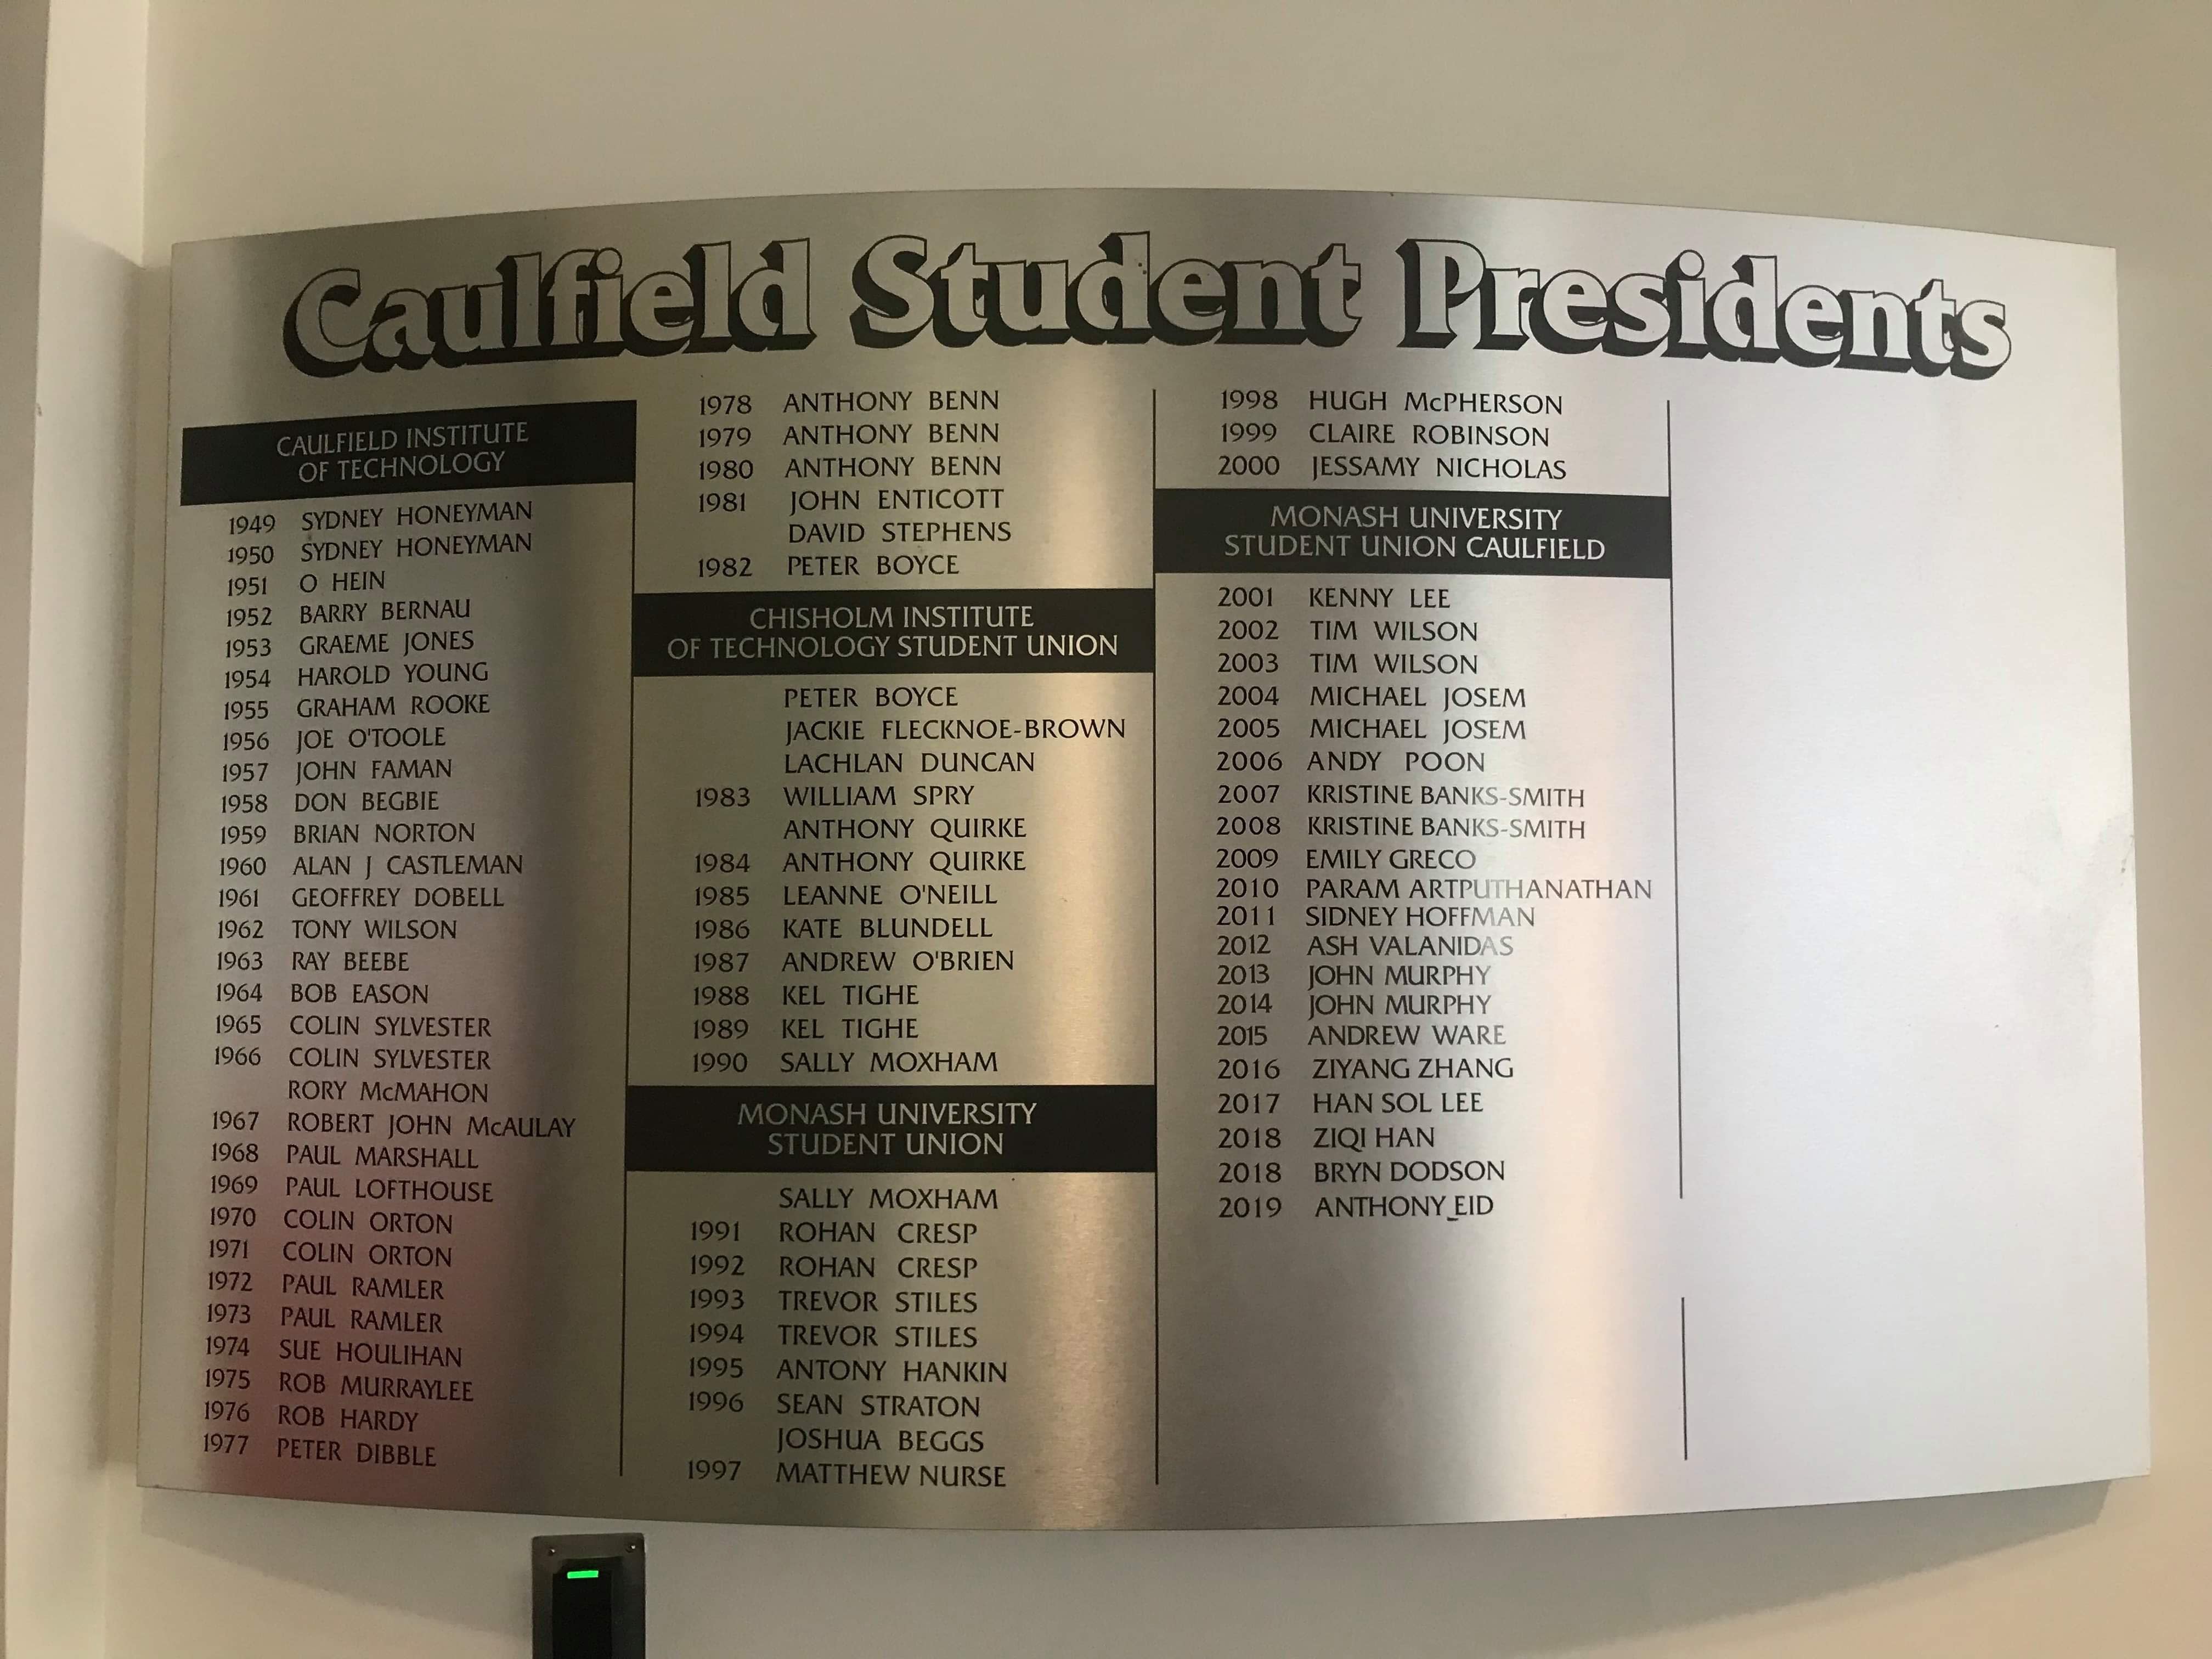 Caulfield Student Presidents
CAULFIELD INSTITUTE
OF TECHNOLOGY
1949 SYDNEY HONEYMAN
1950 SYDNEY HONEYMAN
1951 O HEIN
1952 BARRY BERNAU
1953 GRAEME JONES
1954 HAROLD YOUNG
1955 GRAHAM ROOKE
1956 JOE O'TOOLE
1957 JOHN FAMAN
1958 DON BEGBIE
1959 BRIAN NORTON
1960 ALAN J CASTLEMAN
1961 GEOFFREY DOBELL
1962 TONY WILSON
1963 RAY BEEBE
1964 BOB EASON
1965 COLIN SYLVESTER
1966 COLIN SYLVESTER
RORY McMAHON
1967 ROBERT JOHN McAULAY
1968 PAUL MARSHALL
1969 PAUL LOFTHOUSE
1970 COLIN ORTON
1971 COLIN ORTON
1972 PAUL RAMLER
1973 PAUL RAMLER
1974 SUE HOULIHAN
1975 ROB MURRAYLEE
1976 ROB HARDY
1977 PETER DIBBLE
1978 ANTHONY BENN
1979 ANTHONY BENN
1980 ANTHONY BENN
1981 JOHN ENTICOTT
DAVID STEPHENS
1982 PETER BOYCE
CHISHOLM INSTITUTE
OF TECHNOLOGY STUDENT UNION
PETER BOYCE
JACKIE FLECKNOE-BROWN
LACHLAN DUNCAN
1983 WILLIAM SPRY
ANTHONY QUIRKE
1984 ANTHONY QUIRKE
1985 LEANNE O'NEILL
1986 KATE BLUNDELL
1987 ANDREW O'BRIEN
1988 KEL TIGHE
1989 KEL TIGHE
1990 SALLY MOXHAM
MONASH UNIVERSITY
STUDENT UNION
SALLY MOXHAM
1991 ROHAN CRESP
1992 ROHAN CRESP
1993 TREVOR STILES
1994 TREVOR STILES
1995 ANTONY HANKIN
1996 SEAN STRATON
JOSHUA BEGGS
1997 MATTHEW NURSE
1998 HUGH McPHERSON
1999 CLAIRE ROBINSON
2000 JESSAMY NICHOLAS
MONASH UNIVERSITY
STUDENT UNION CAULFIELD
2001 KENNY LEE
2002 TIM WILSON
2003 TIM WILSON
2004 MICHAEL JOSEM
2005 MICHAEL JOSEM
2006 ANDY POON
2007 KRISTINE BANKS-SMITH
2008 KRISTINE BANKS-SMITH
2009 EMILY GRECO
2010 PARAM ARTPUTHANATHAN
2011 SIDNEY HOFFMAN
2012 ASH VALANIDAS
2013 JOHN MURPHY
2014 JOHN MURPHY
2015 ANDREW WARE
2016 ZIYANG ZHANG
2017 HAN SOL LEE
2018 ZIQI HAN
2018 BRYN DODSON
2019 ANTHONY EID